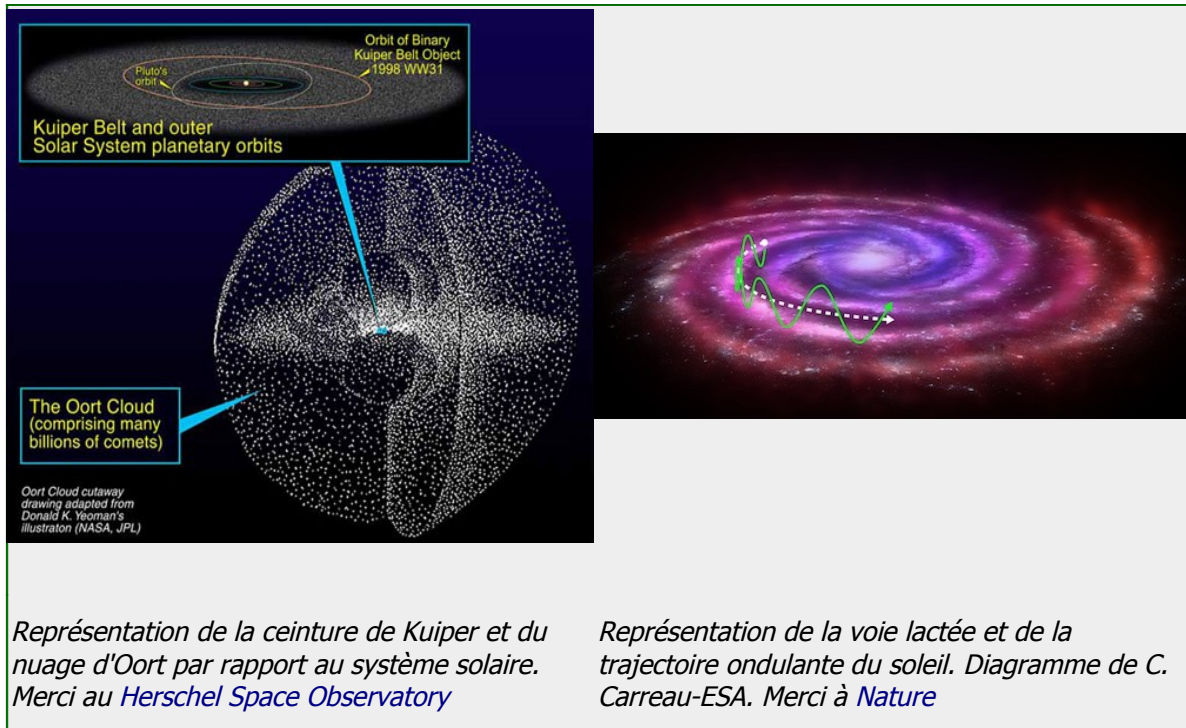 Orbit of Binary
Kuiper Belt Object
1998 WW31
Pluto's
orbit
Kuiper Belt and outer
Solar System planetary orbits
The Oort Cloud
(comprising many
billions of comets)
Oort Cloud cutaway
drawing adapted from
Donald K. Yeoman's
illustraton (NASA, JPL)
Représentation de la ceinture de Kuiper et du
nuage d'Oort par rapport au système solaire.
Merci au Herschel Space Observatory
Représentation de la voie lactée et de la
trajectoire ondulante du soleil. Diagramme de C.
Carreau-ESA. Merci à Nature